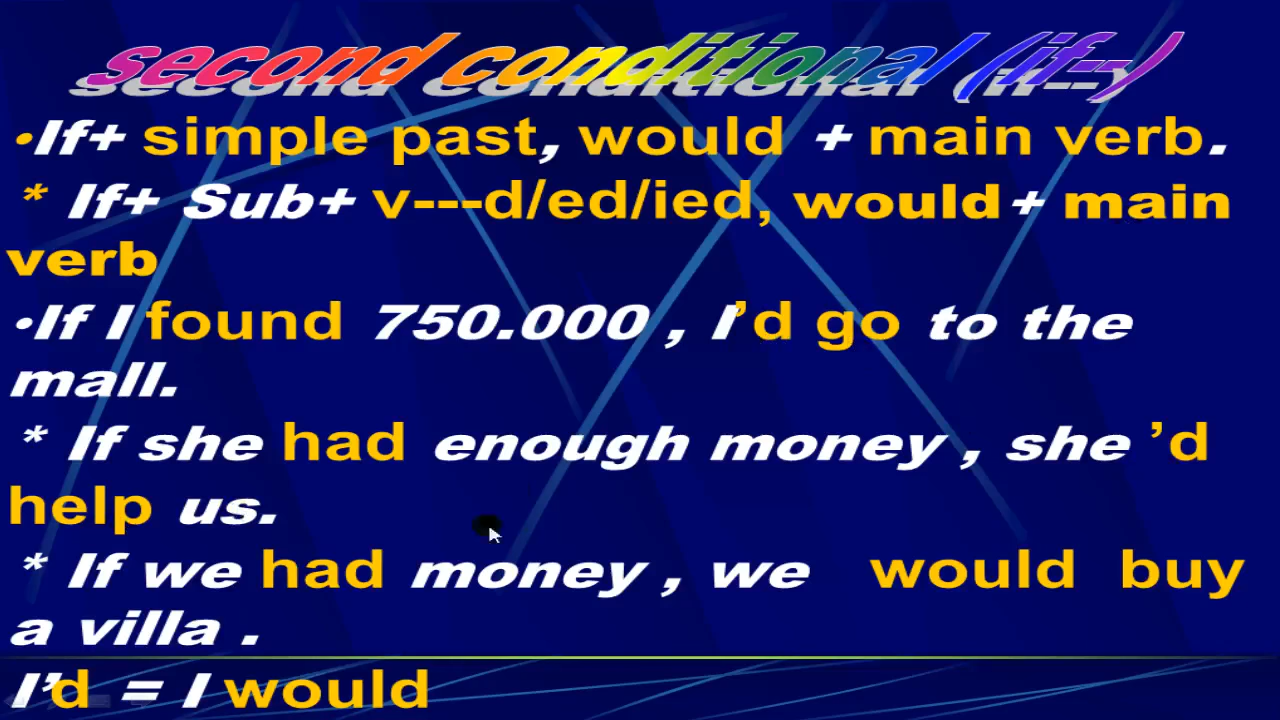 second conditional (if--)
•If+ simple past, would + main verb.
* If+ Sub+ v---d/ed/ied, would+ main
verb
•If I found 750.000 , I’d go to the
mall.
* If she had enough money , she ’d
help us.
* If we had money , we would buy
a villa .
I’d = I would